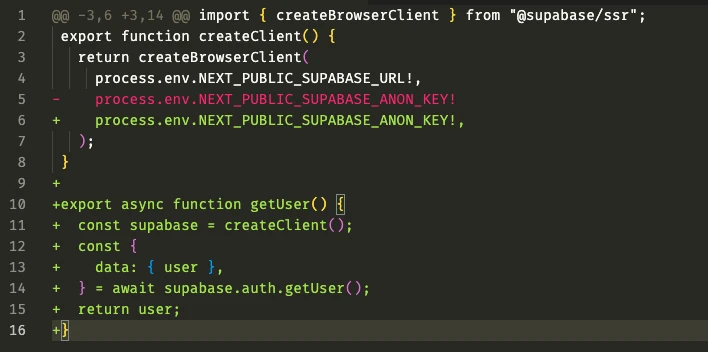 1 @@ -3,6 +3,14 @@ import { createBrowserClient } from "@supabase/ssr";
2  export function createClient() {
3    return createBrowserClient(
4      process.env.NEXT_PUBLIC_SUPABASE_URL!,
5 -    process.env.NEXT_PUBLIC_SUPABASE_ANON_KEY!
6 +    process.env.NEXT_PUBLIC_SUPABASE_ANON_KEY!,
7    );
8  }
9 +
10 +export async function getUser() {
11 +  const supabase = createClient();
12 +  const {
13 +    data: { user },
14 +  } = await supabase.auth.getUser();
15 +  return user;
16 +}